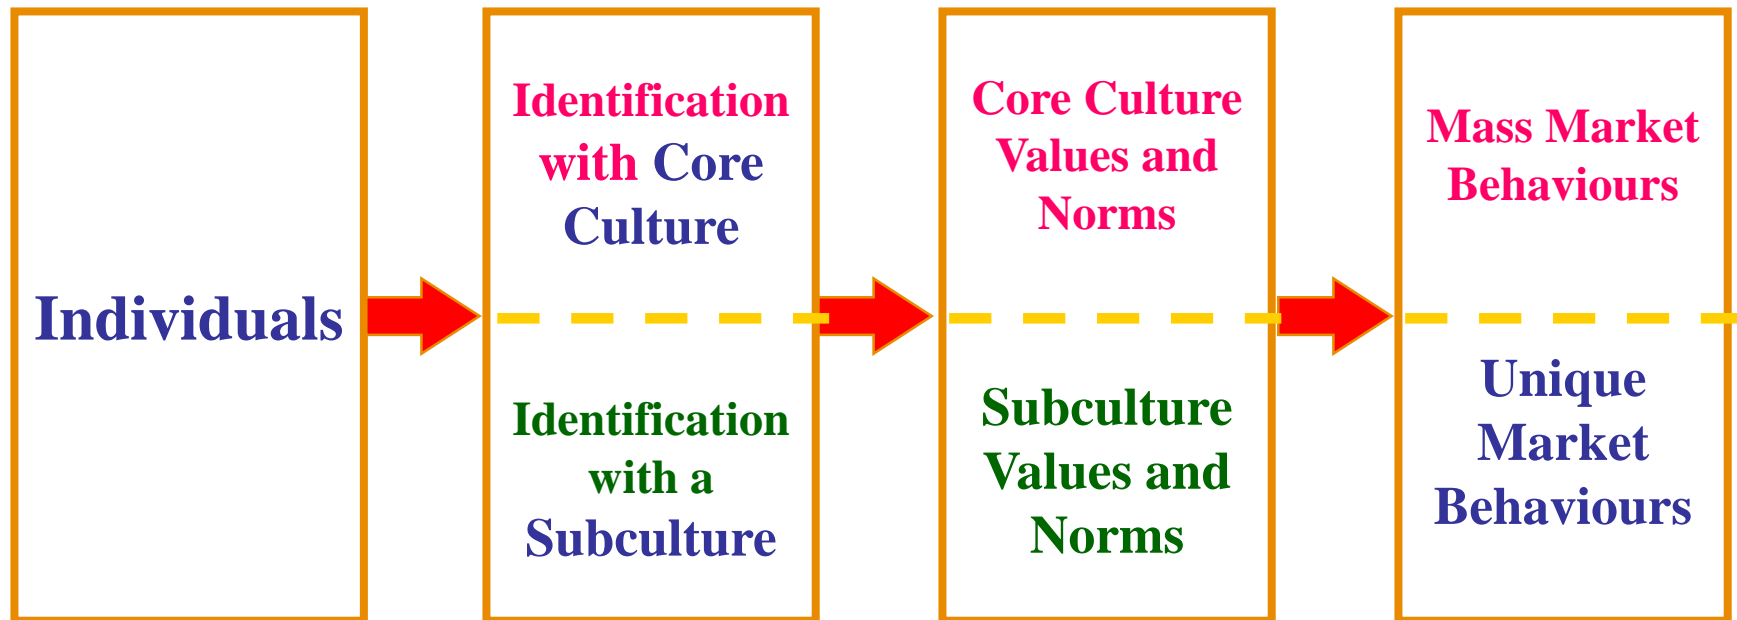 Individuals
Identification
with Core
Culture
Identification
with a
Subculture
Core Culture
Values and
Norms
Subculture
Values and
Norms
Mass Market
Behaviours
Unique
Market
Behaviours